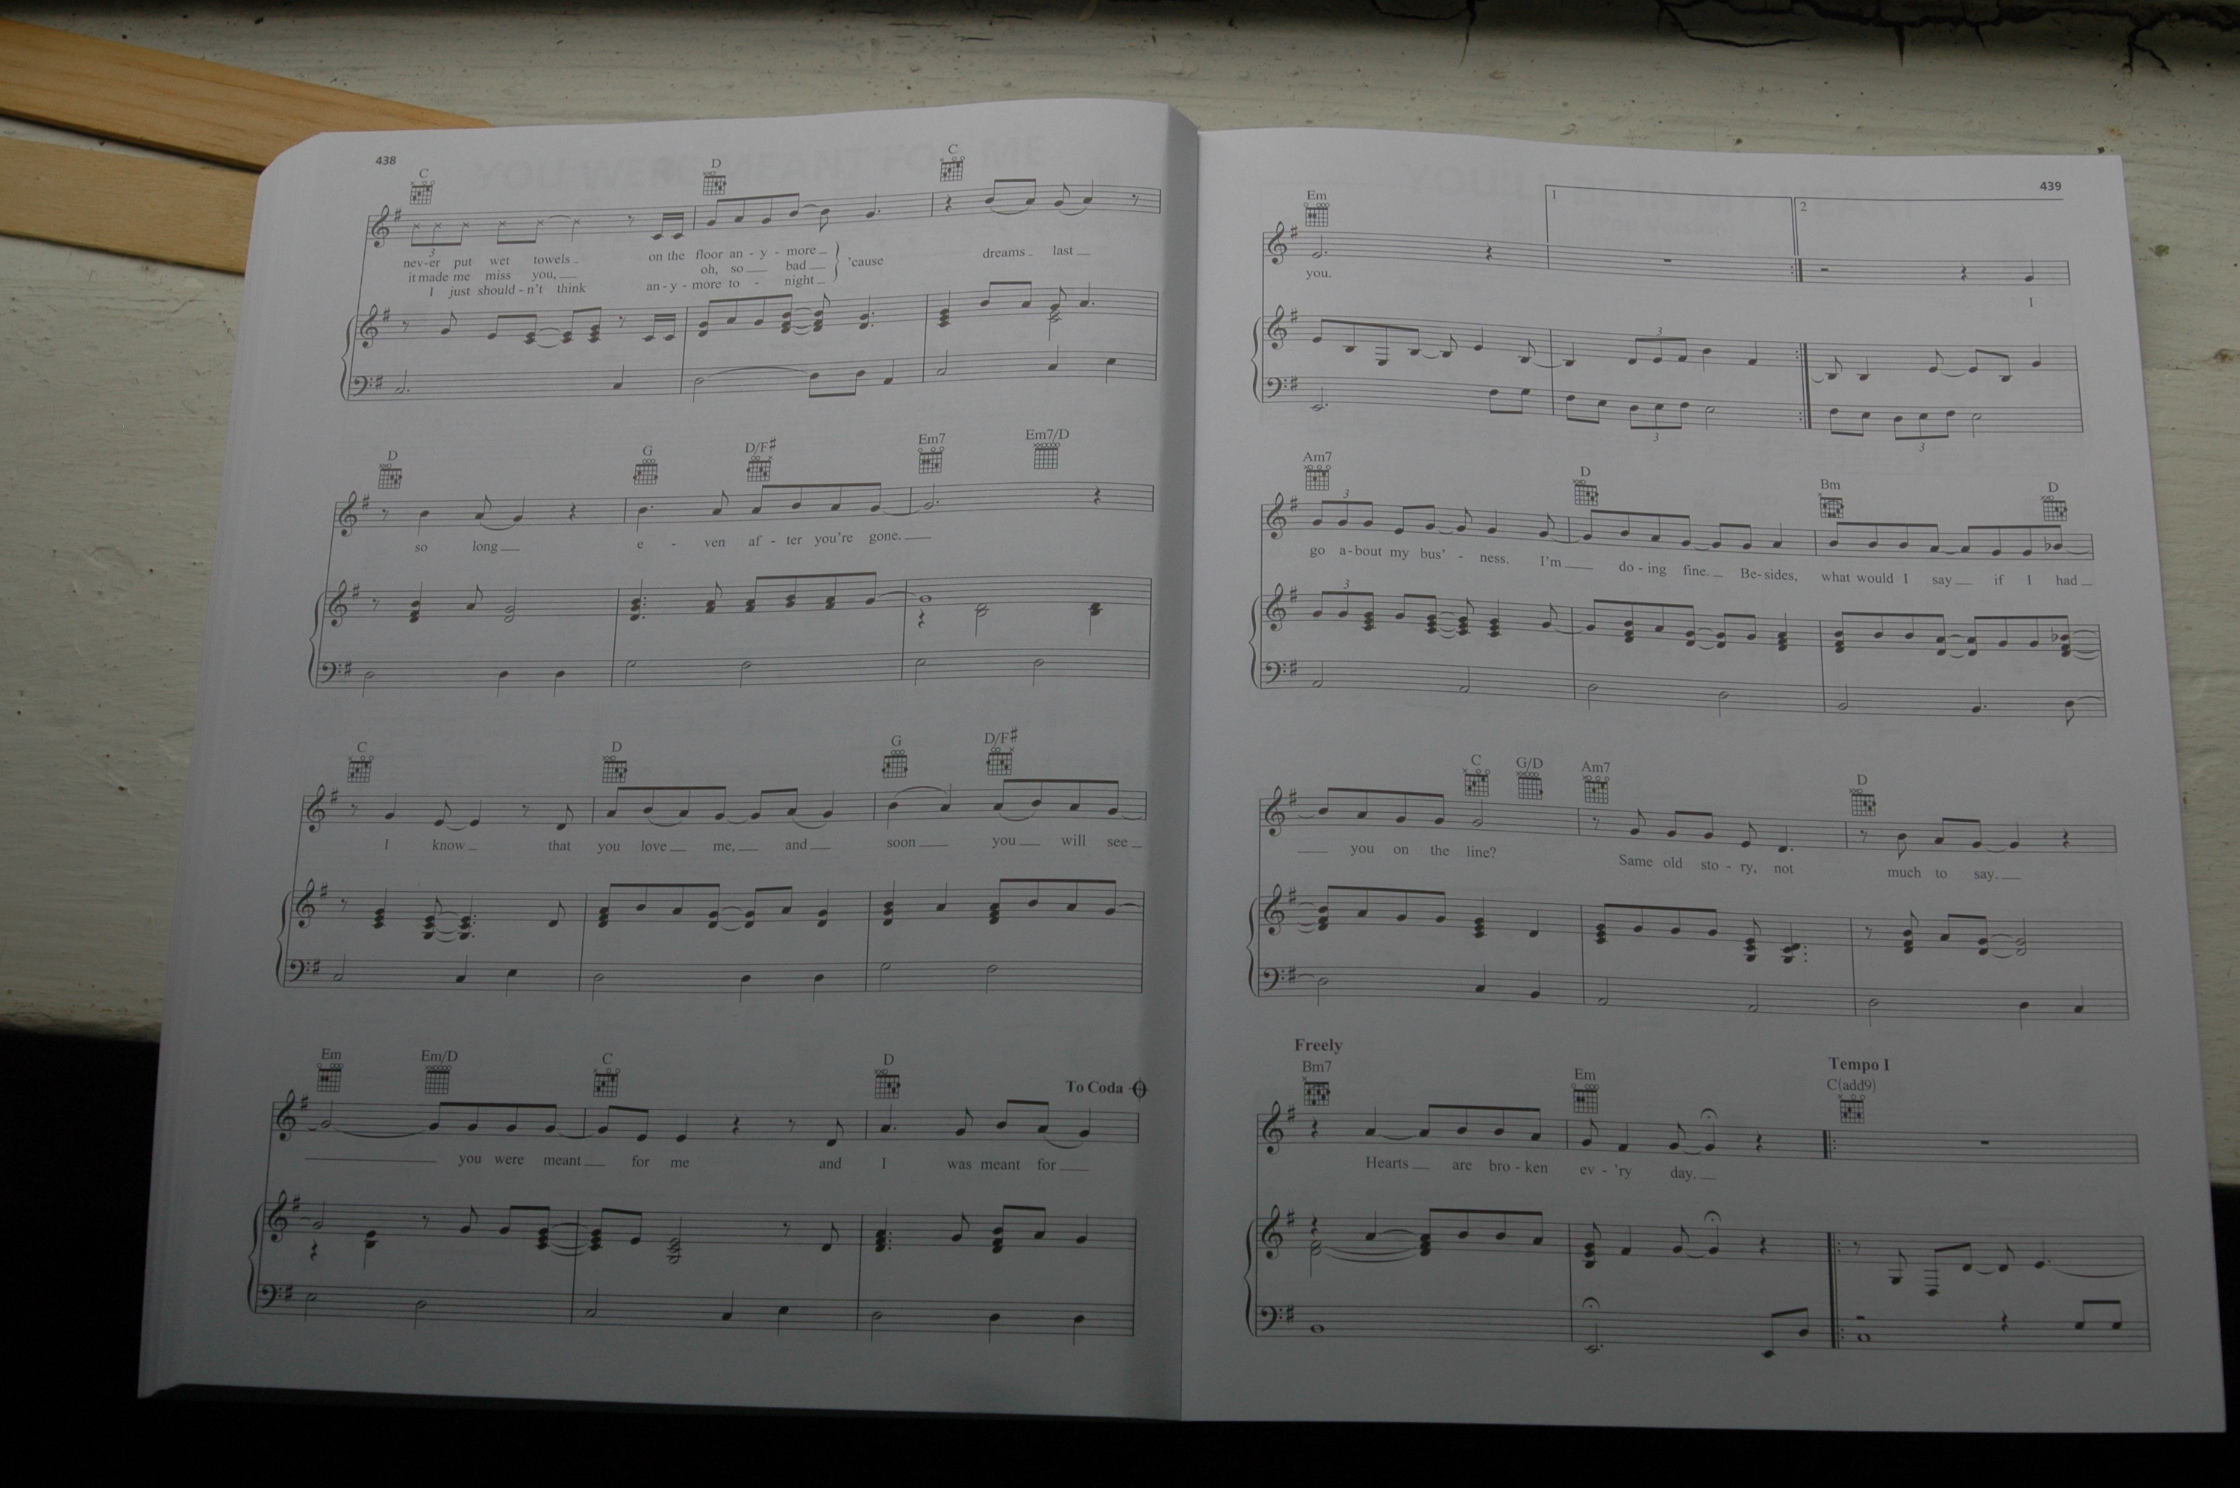 438
C D C
nev-er put wet towels on the floor an - y - more 'cause dreams last
it made me miss you, oh, so bad
I just should - n't think an - y - more to - night
D G D/F# Em7 Em7/D
so long e - ven af - ter you're gone.
C D G D/F#
I know that you love me, and soon you will see
Em Em/D C D To Coda
you were meant for me and I was meant for
439
Em 1 2
you. I
3
3 3
Am7 D Bm D
3
go a - bout my bus' - ness. I'm do - ing fine. Be - sides, what would I say if I had
3
C G/D Am7 D
you on the line? Same old sto - ry, not much to say.
Freely Tempo I
Bm7 Em C(add9)
Hearts are bro - ken ev - 'ry day.